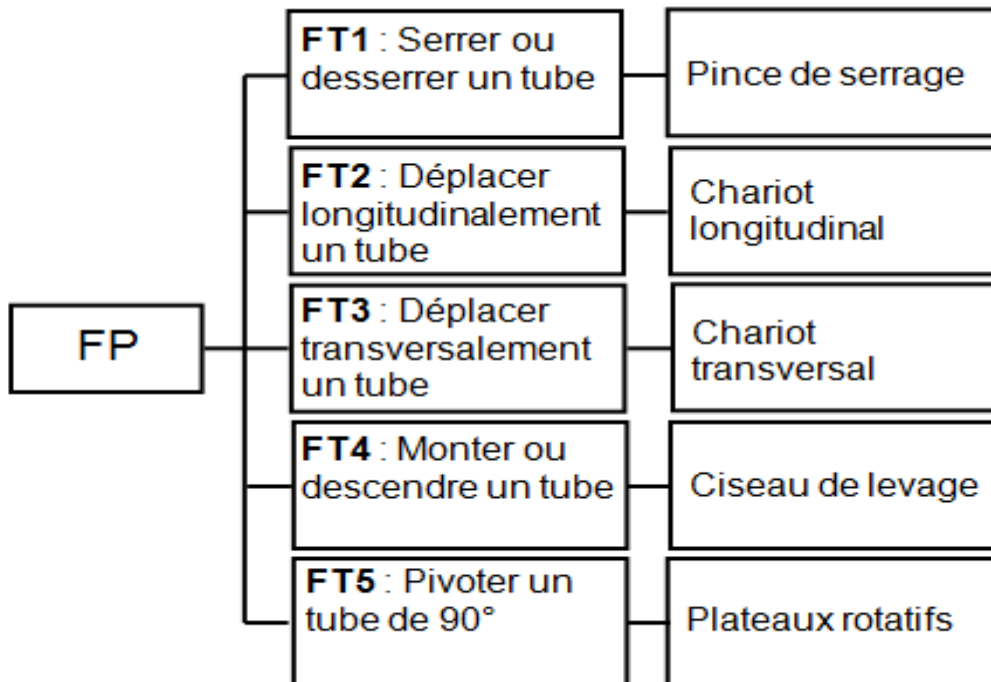 FP
FT1 : Serrer ou
desserrer un tube
Pince de serrage
FT2 : Déplacer
longitudinalement
un tube
Chariot
longitudinal
FT3 : Déplacer
transversalement
un tube
Chariot
transversal
FT4 : Monter ou
descendre un tube
Ciseau de levage
FT5 : Pivoter un
tube de 90°
Plateaux rotatifs